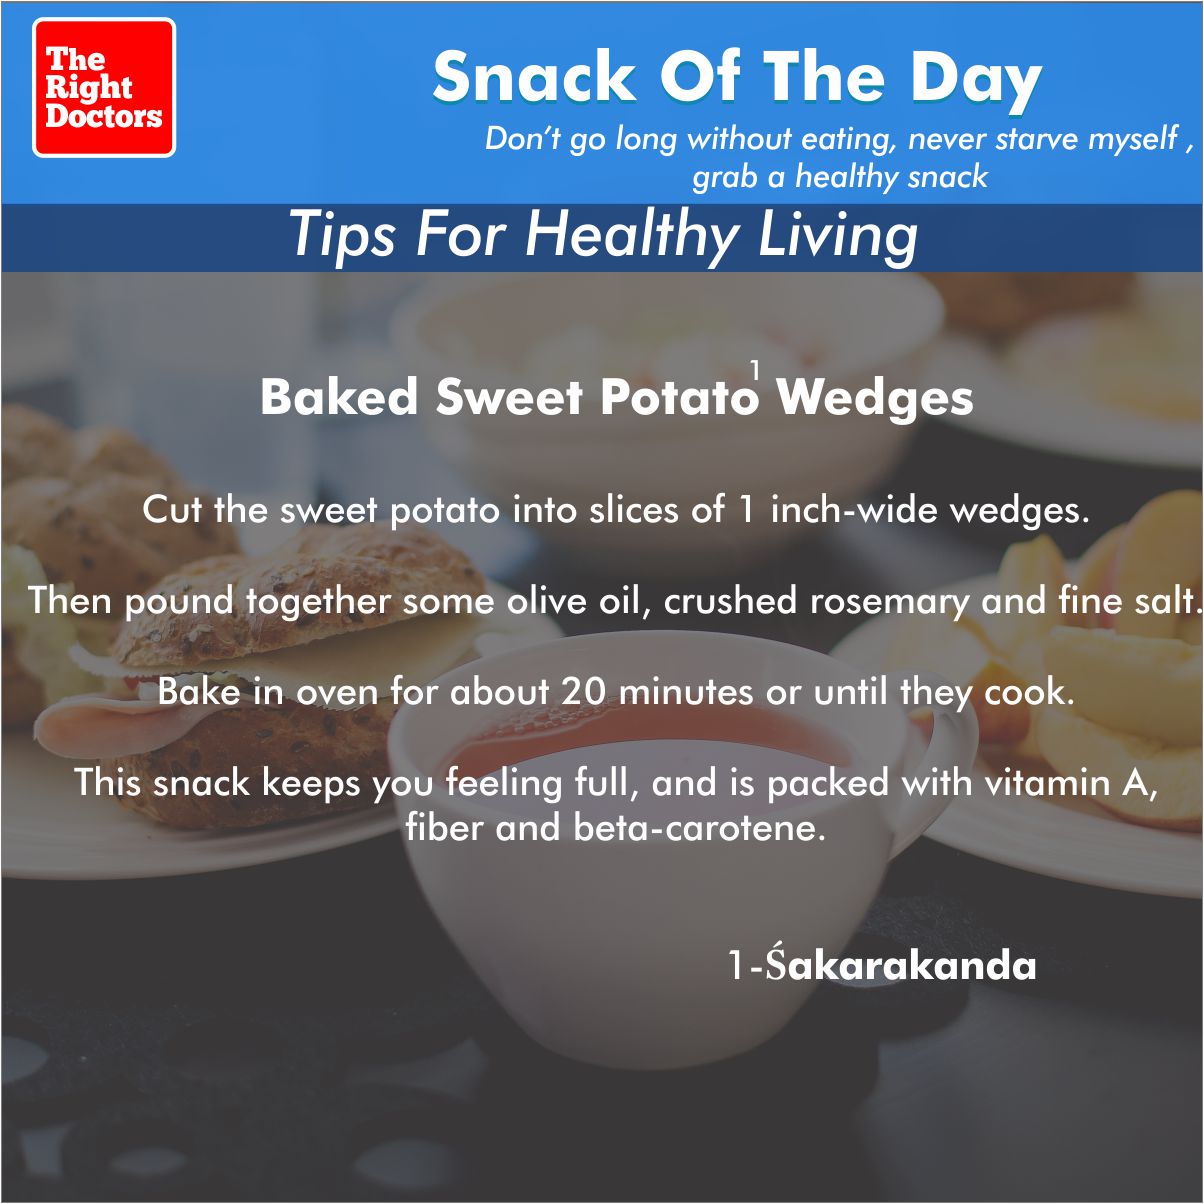 The
Right
Doctors
Snack Of The Day
Don't go long without eating, never starve myself ,
grab a healthy snack
Tips For Healthy Living
Baked Sweet Potato¹ Wedges
Cut the sweet potato into slices of 1 inch-wide wedges.
Then pound together some olive oil, crushed rosemary and fine salt.
Bake in oven for about 20 minutes or until they cook.
This snack keeps you feeling full, and is packed with vitamin A,
fiber and beta-carotene.
1-Śakarakanda